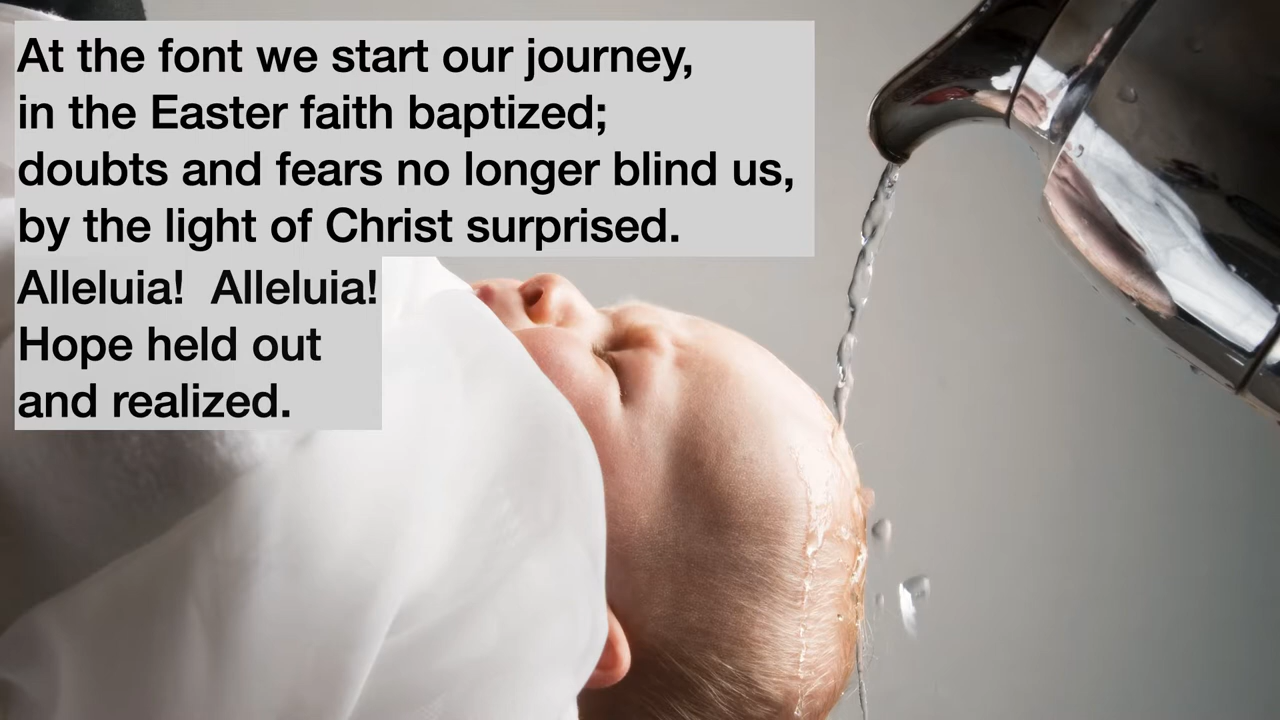 At the font we start our journey,
in the Easter faith baptized;
doubts and fears no longer blind us,
by the light of Christ surprised.
Alleluia!  Alleluia!
Hope held out
and realized.